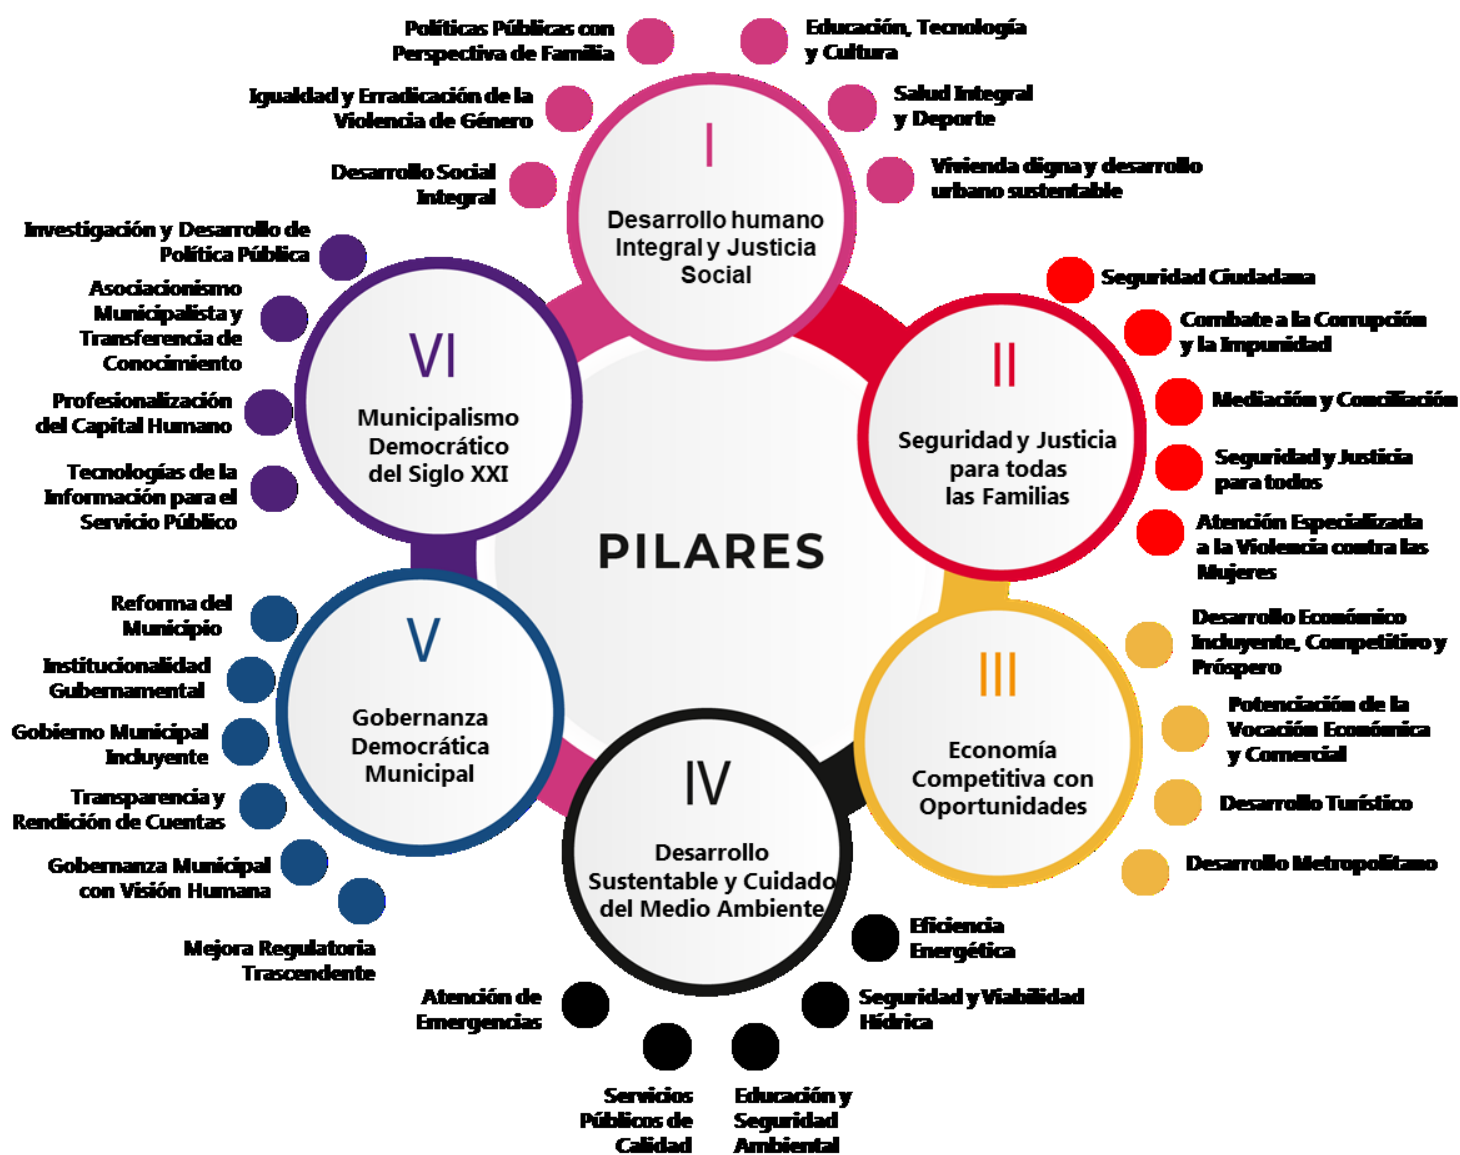 Políticas Públicas con
Perspectiva de Familia
Educación, Tecnología
y Cultura
Igualdad y Erradicación de la
Violencia de Género
Salud Integral
y Deporte
Desarrollo Social
Integral
Vivienda digna y desarrollo
urbano sustentable
I
Desarrollo humano
Integral y Justicia
Social
Investigación y Desarrollo de
Política Pública
Asociacionismo
Municipalista y
Transferencia de
Conocimiento
Profesionalización
del Capital Humano
Tecnologías de la
Información para el
Servicio Público
VI
Municipalismo
Democrático
del Siglo XXI
II
Seguridad y Justicia
para todas
las Familias
Seguridad Ciudadana
Combate a la Corrupción
y la Impunidad
Mediación y Conciliación
Seguridad y Justicia
para todos
Atención Especializada
a la Violencia contra las
Mujeres
PILARES
Reforma del
Municipio
Institucionalidad
Gubernamental
Gobierno Municipal
Incluyente
Transparencia y
Rendición de Cuentas
Gobernanza Municipal
con Visión Humana
Mejora Regulatoria
Trascendente
V
Gobernanza
Democrática
Municipal
III
Economía
Competitiva con
Oportunidades
Desarrollo Económico
Incluyente, Competitivo y
Próspero
Potenciación de la
Vocación Económica
y Comercial
Desarrollo Turístico
Desarrollo Metropolitano
IV
Desarrollo
Sustentable y Cuidado
del Medio Ambiente
Eficiencia
Energética
Seguridad y Viabilidad
Hídrica
Atención de
Emergencias
Servicios
Públicos de
Calidad
Educación y
Seguridad
Ambiental